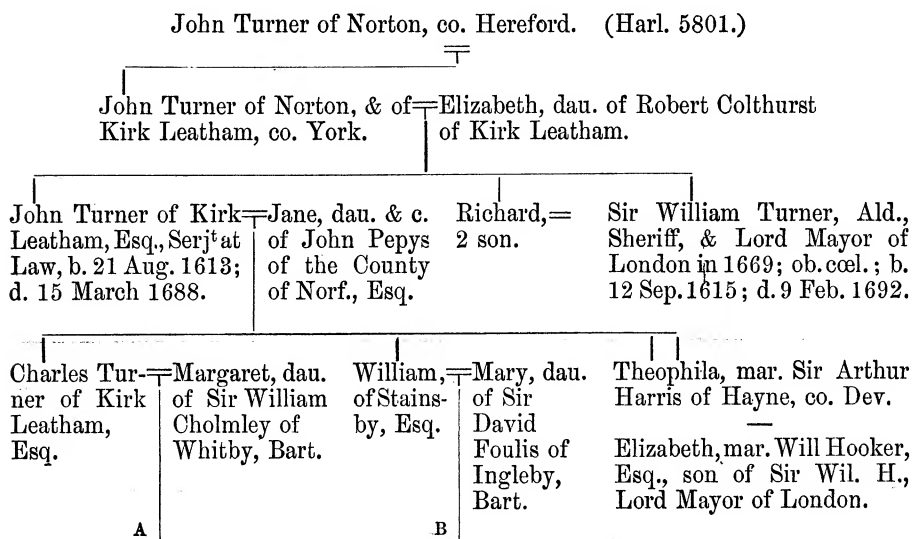 John Turner of Norton, co. Hereford. (Harl. 5801.)
John Turner of Norton, & of
Kirk Leatham, co. York.
Elizabeth, dau. of Robert Colthurst
of Kirk Leatham.
John Turner of Kirk
Leatham, Esq., Serjᵗ at
Law, b. 21 Aug. 1613;
d. 15 March 1688.
Jane, dau. & c.
of John Pepys
of the County
of Norf., Esq.
Richard,=
2 son.
Sir William Turner, Ald.,
Sheriff, & Lord Mayor of
London in 1669; ob. cœl.; b.
12 Sep. 1615; d. 9 Feb. 1692.
Charles Tur-
ner of Kirk
Leatham,
Esq.
Margaret, dau.
of Sir William
Cholmley of
Whitby, Bart.
William,
of Stains-
by, Esq.
Mary, dau.
of Sir
David
Foulis of
Ingleby,
Bart.
Theophila, mar. Sir Arthur
Harris of Hayne, co. Dev.
—
Elizabeth, mar. Will Hooker,
Esq., son of Sir Wil. H.,
Lord Mayor of London.
A
B